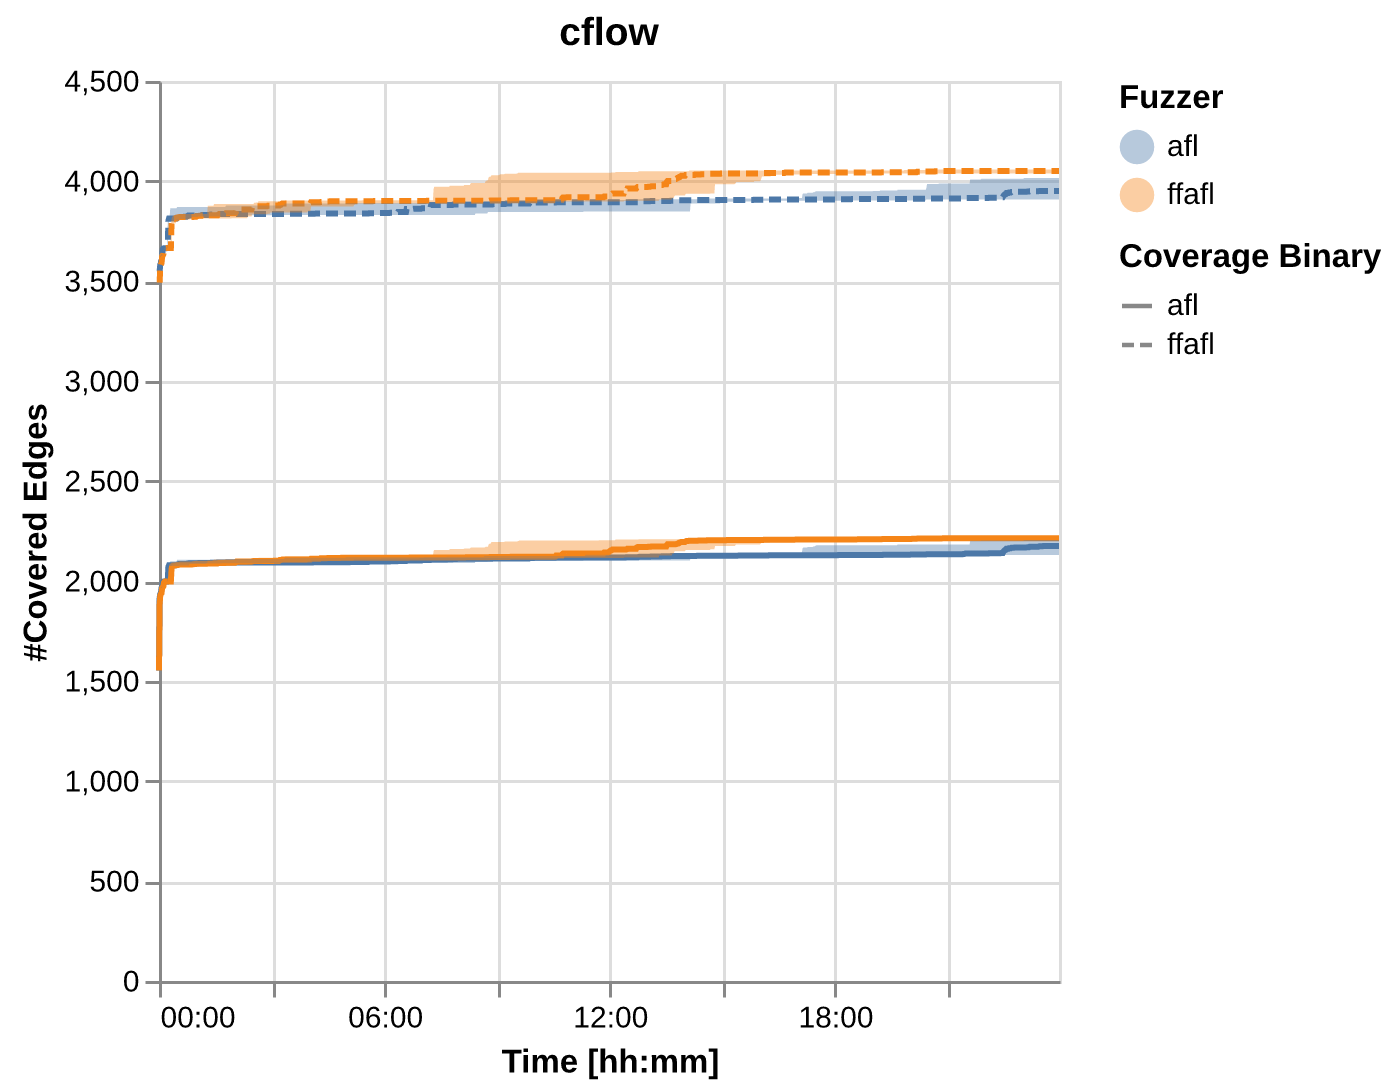 cflow
4,500
4,000
3,500
3,000
2,500
2,000
1,500
1,000
500
0
#Covered Edges
00:00
06:00
12:00
18:00
Time [hh:mm]
Fuzzer
afl
ffafl
Coverage Binary
afl
ffafl